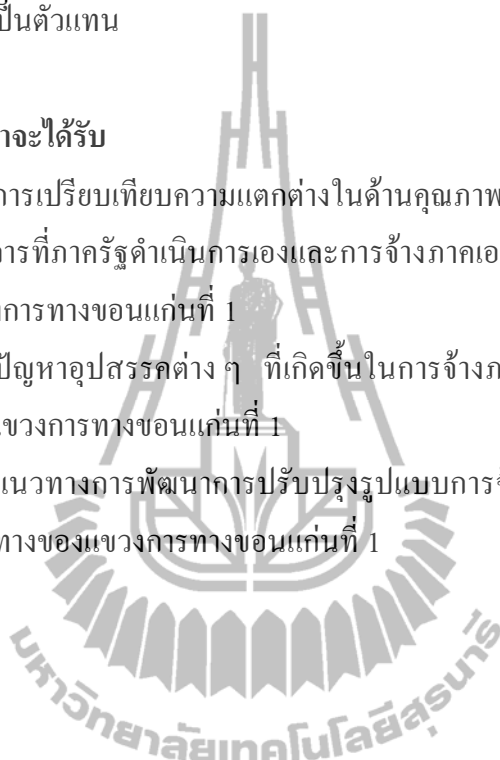 ป็นตัวแทน
าจะได้รับ
การเปรียบเทียบความแตกต่างในด้านคุณภาพ
ารที่ภาครัฐดำเนินการเองและการจ้างภาคเอ
งการทางขอนแก่นที่ 1
ปัญหาอุปสรรคต่าง ๆ ที่เกิดขึ้นในการจ้างภ
แขวงการทางขอนแก่นที่ 1
แนวทางการพัฒนาการปรับปรุงรูปแบบการจ
ทางของแขวงการทางขอนแก่นที่ 1
มหาวิทยาลัยเทคโนโลยีสุรนารี